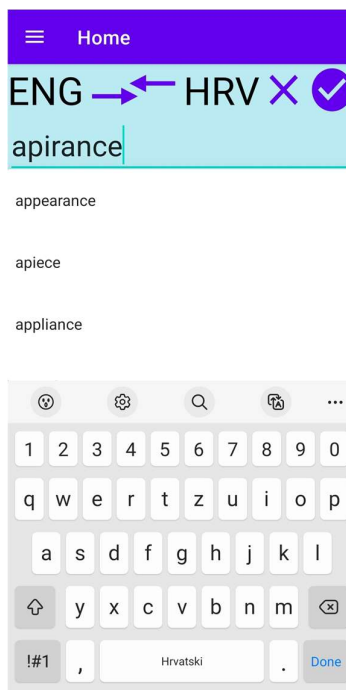 Home
ENG HRV
apirance
appearance
apiece
appliance
1 2 3 4 5 6 7 8 9 0
q w e r t z u i o p
a s d f g h j k l
y x c v b n m
!#1 , Hrvatski . Done